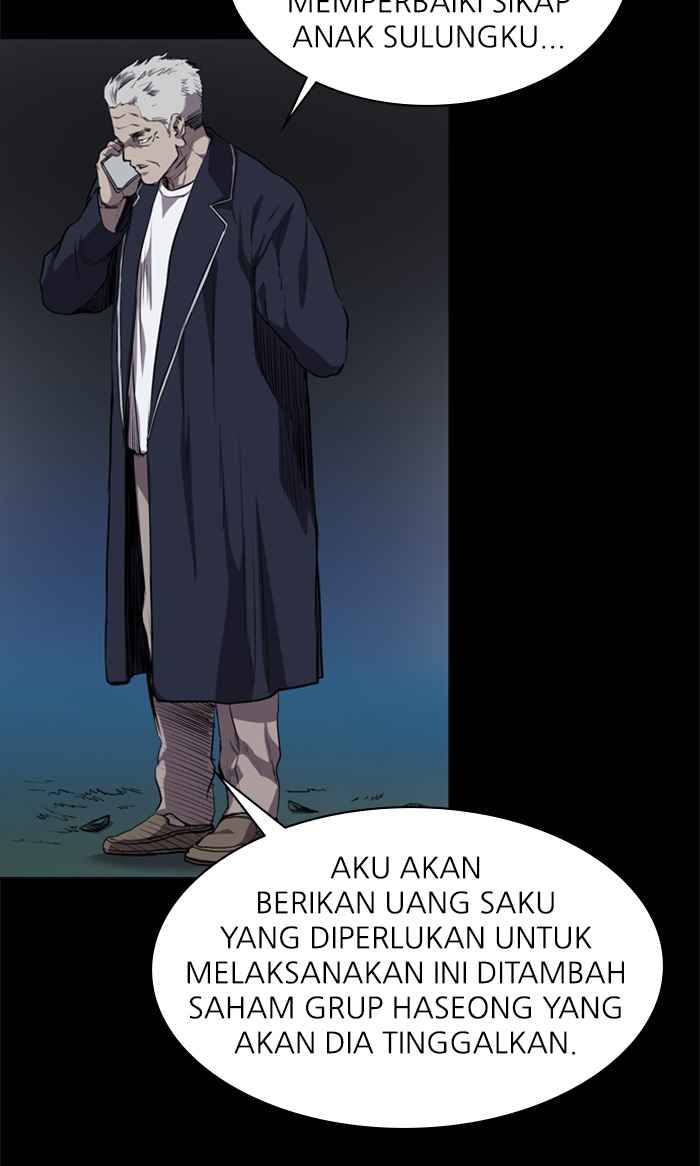 MEMPERBAIKI SIKAP
ANAK SULUNGKU...
AKU AKAN
BERIKAN UANG SAKU
YANG DIPERLUKAN UNTUK
MELAKSANAKAN INI DITAMBAH
SAHAM GRUP HASEONG YANG
AKAN DIA TINGGALKAN.